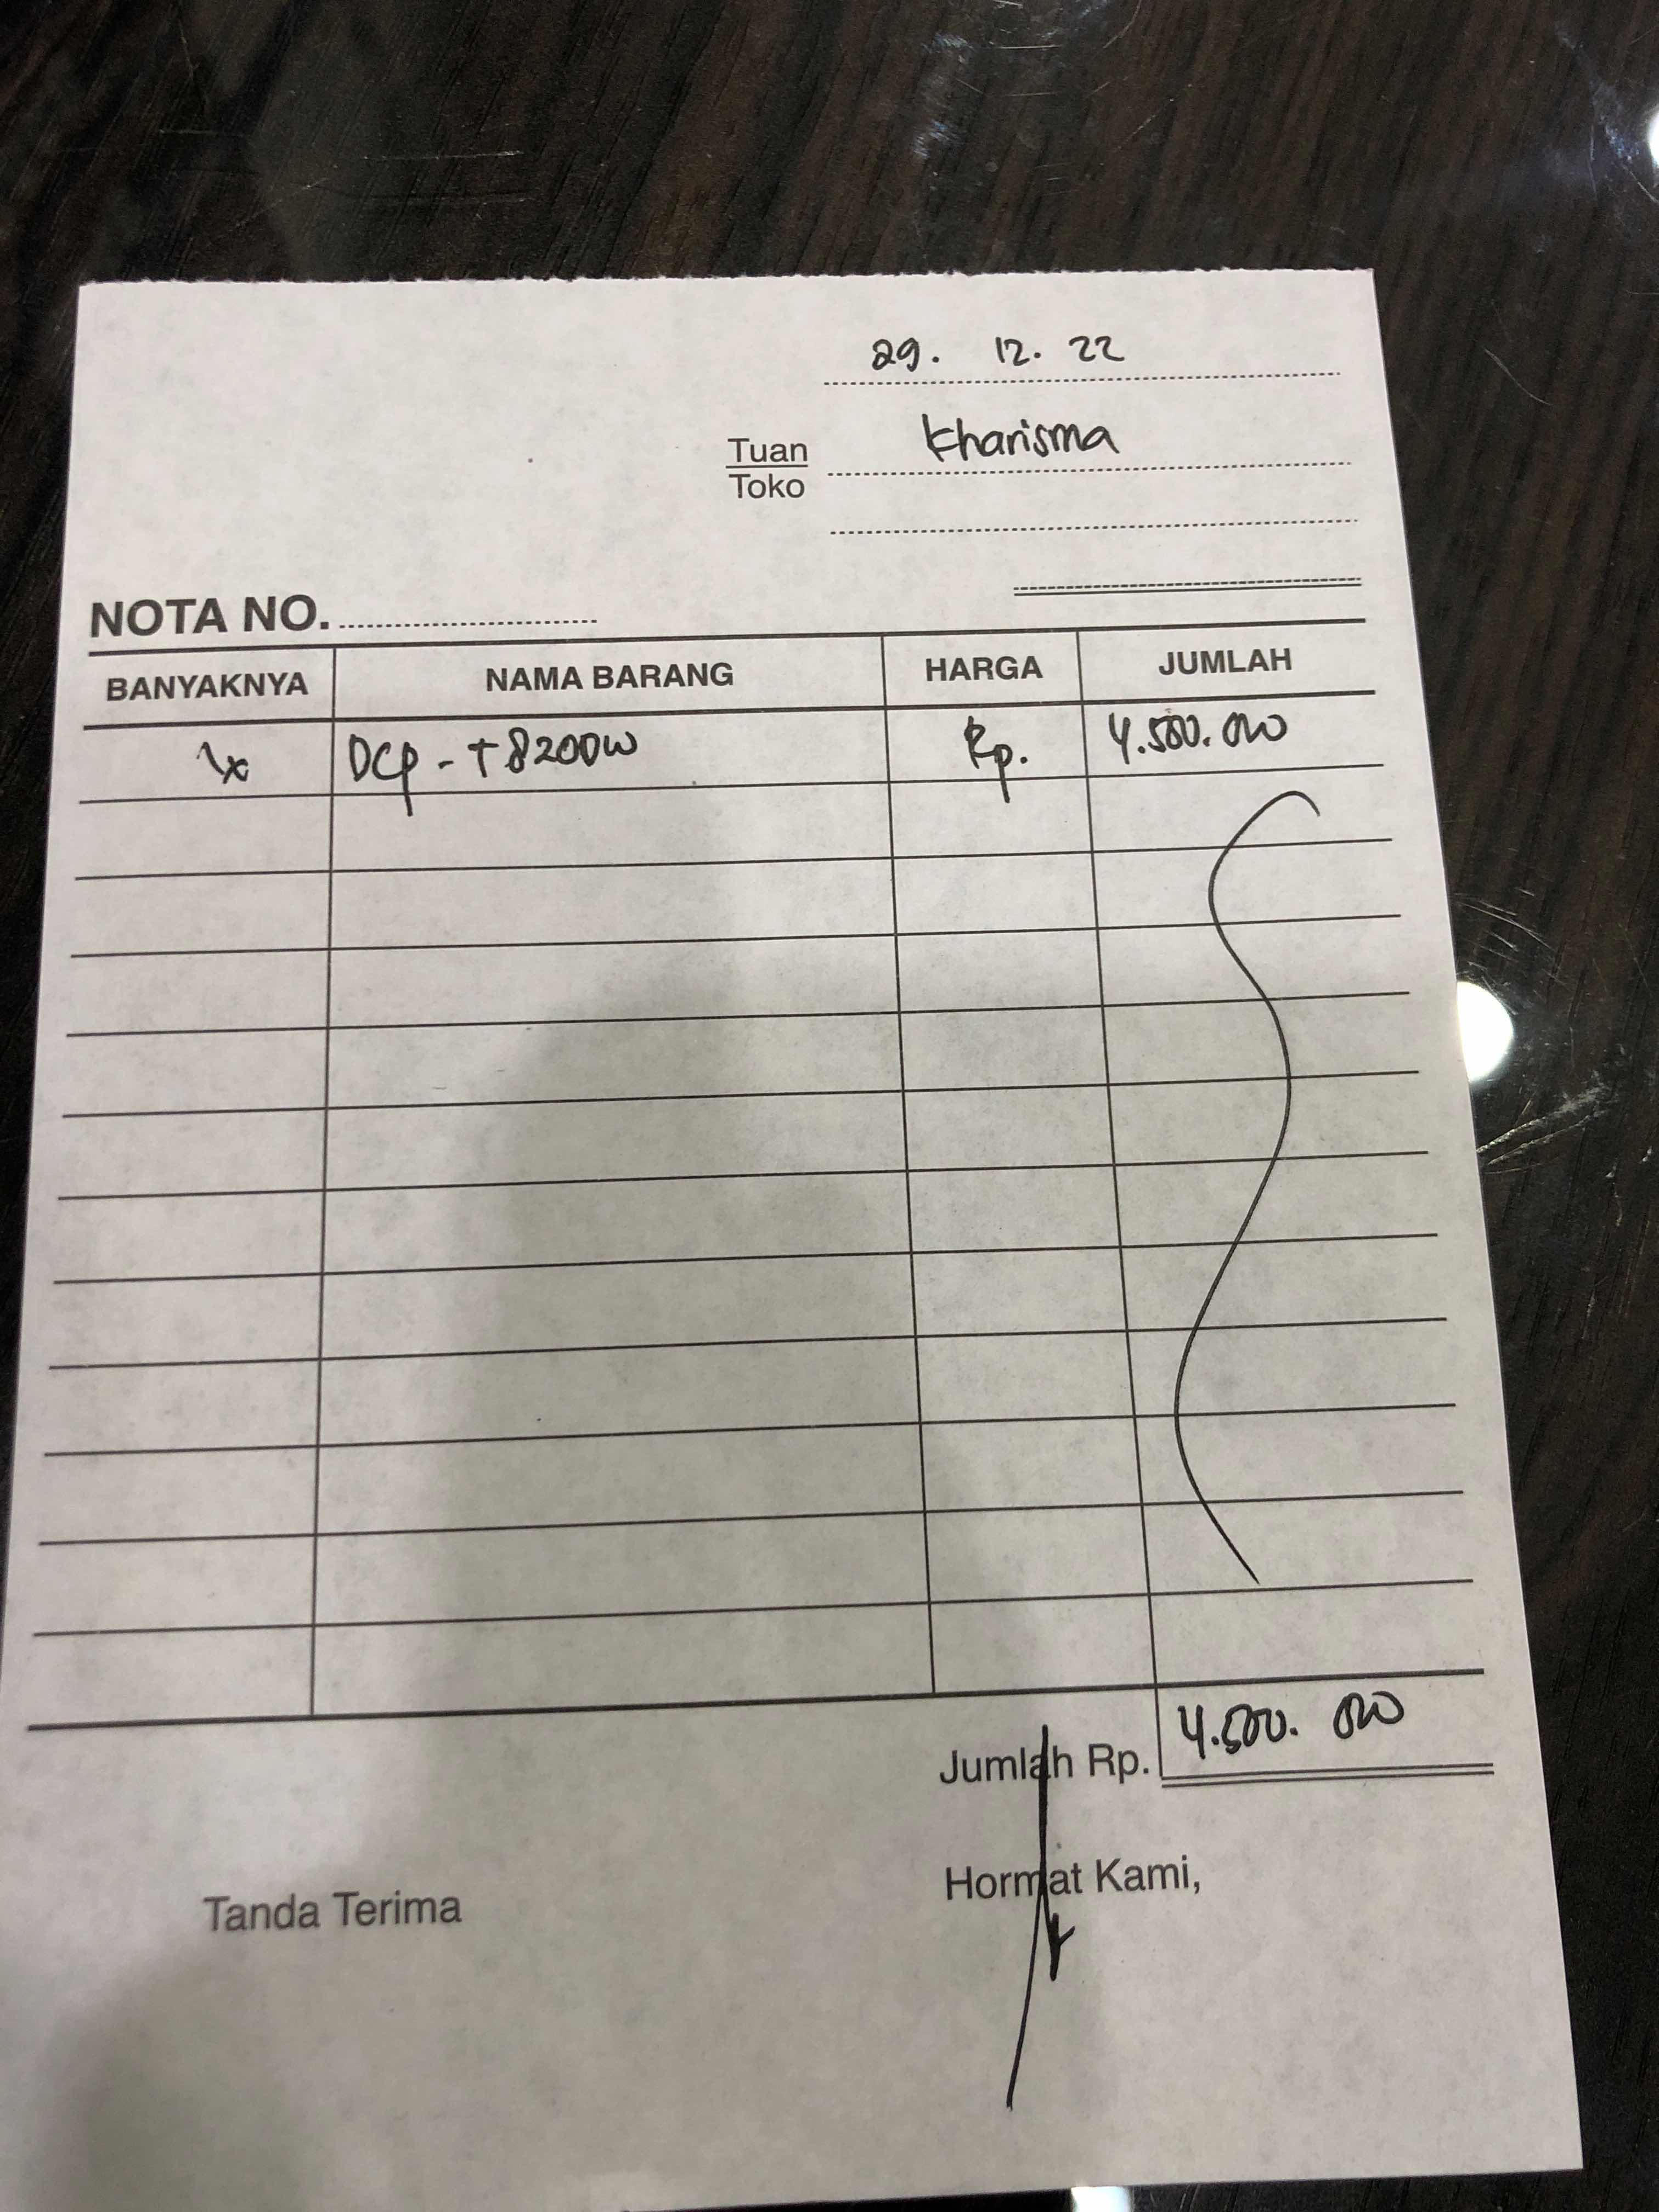 29. 12. 22
Tuan Kharisma
Toko
NOTA NO.
BANYAKNYA NAMA BARANG HARGA JUMLAH
1x DCP - T820DW Rp. 4.500.000
Jumlah Rp. 4.500.000
Tanda Terima Hormat Kami,